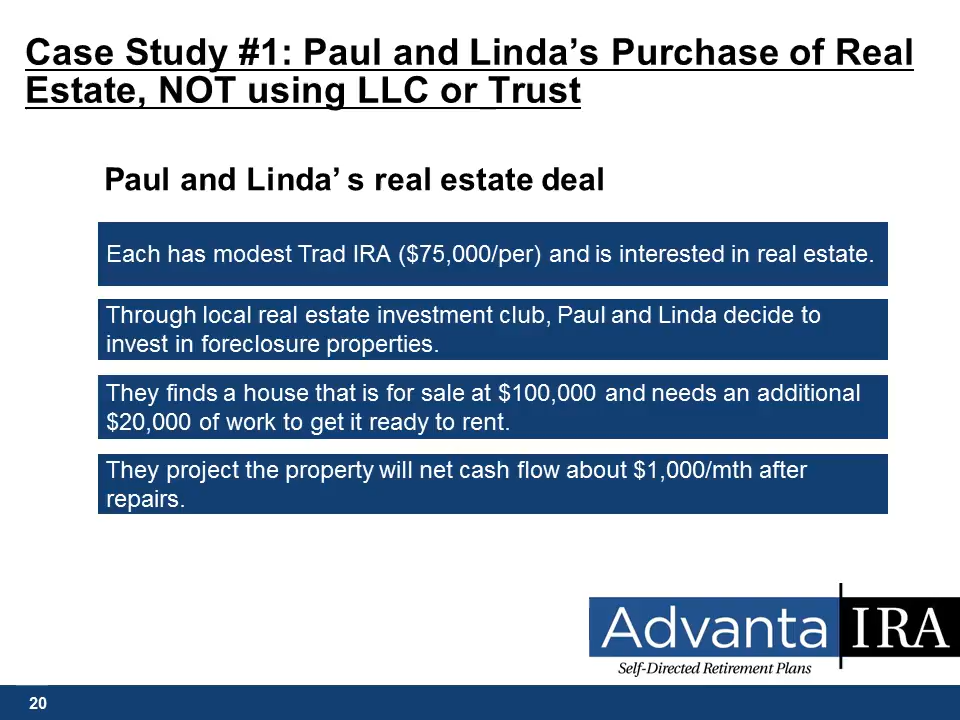 Case Study #1: Paul and Linda’s Purchase of Real
Estate, NOT using LLC or Trust
Paul and Linda’ s real estate deal
Each has modest Trad IRA ($75,000/per) and is interested in real estate.
Through local real estate investment club, Paul and Linda decide to
invest in foreclosure properties.
They finds a house that is for sale at $100,000 and needs an additional
$20,000 of work to get it ready to rent.
They project the property will net cash flow about $1,000/mth after
repairs.
Advanta IRA
Self-Directed Retirement Plans
20